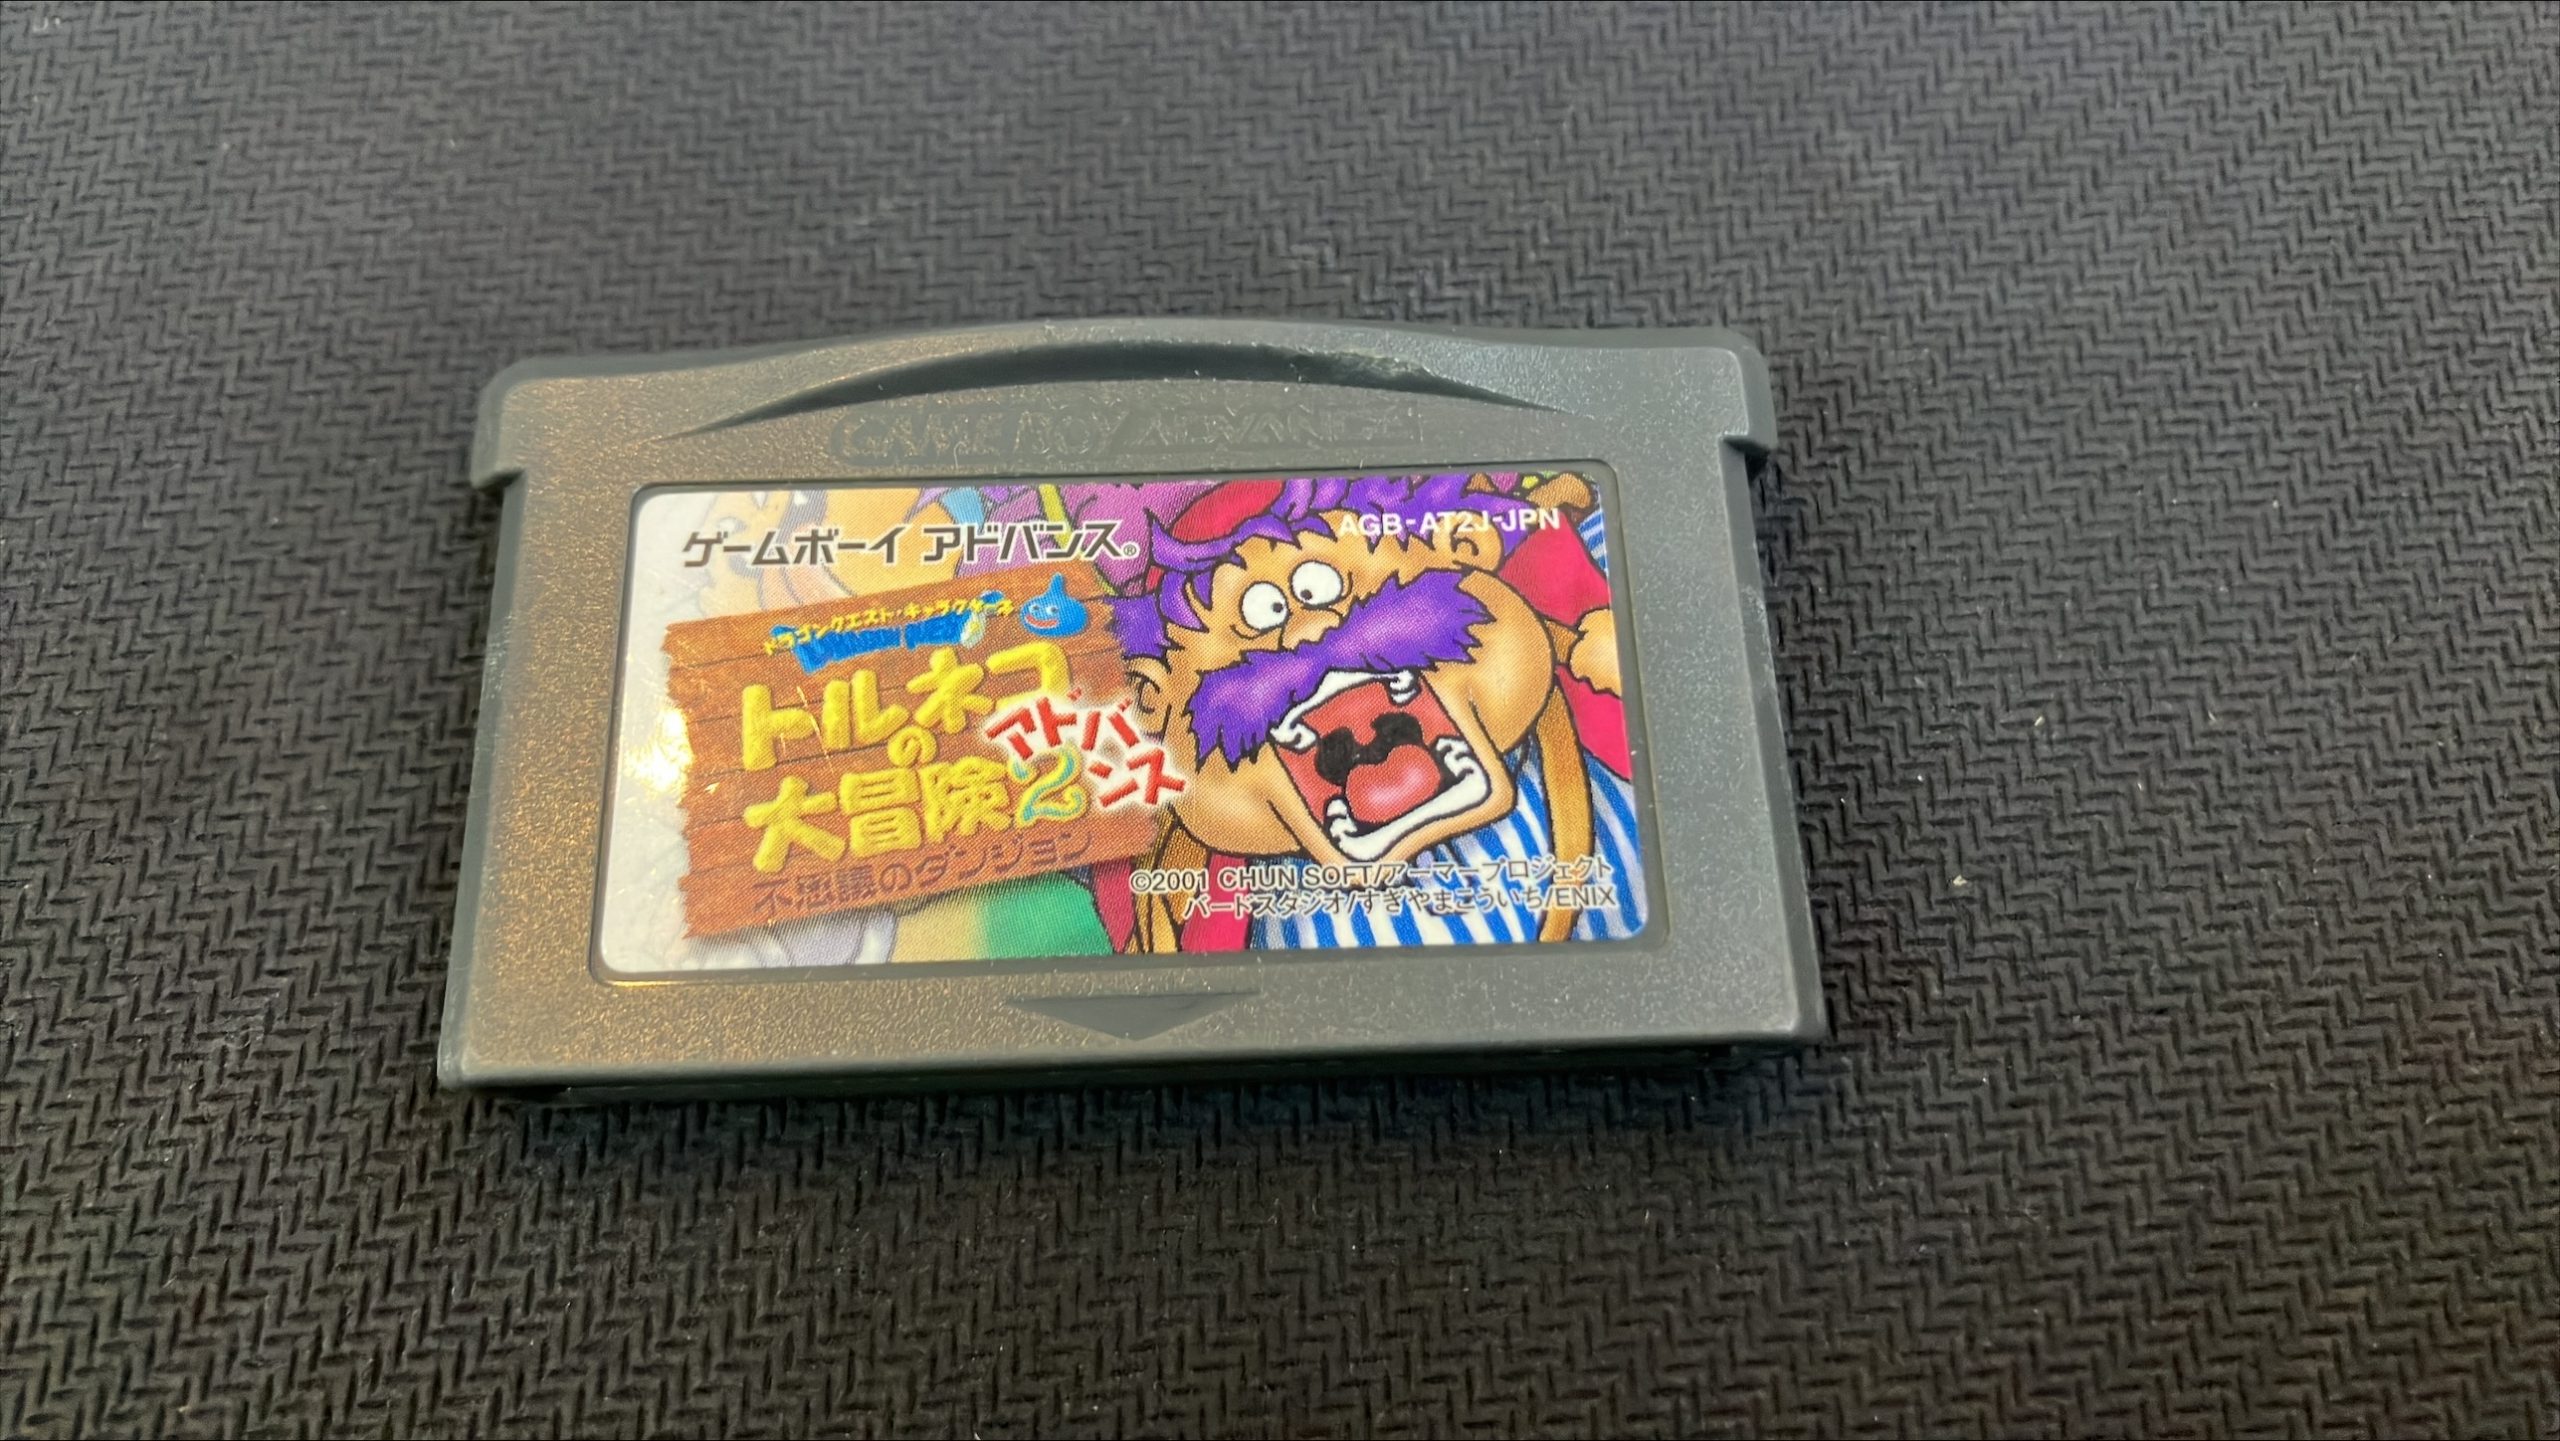 GAME BOY ADVANCE
ゲームボーイ アドバンス®
AGB-AT2J-JPN
ドラゴンクエスト・キャラクターズ
トルネコ
の
大冒険2
アドバンス
不思議のダンジョン
©2001 CHUN SOFT/アーマープロジェクト
バードスタジオ/すぎやまこういち/ENIX